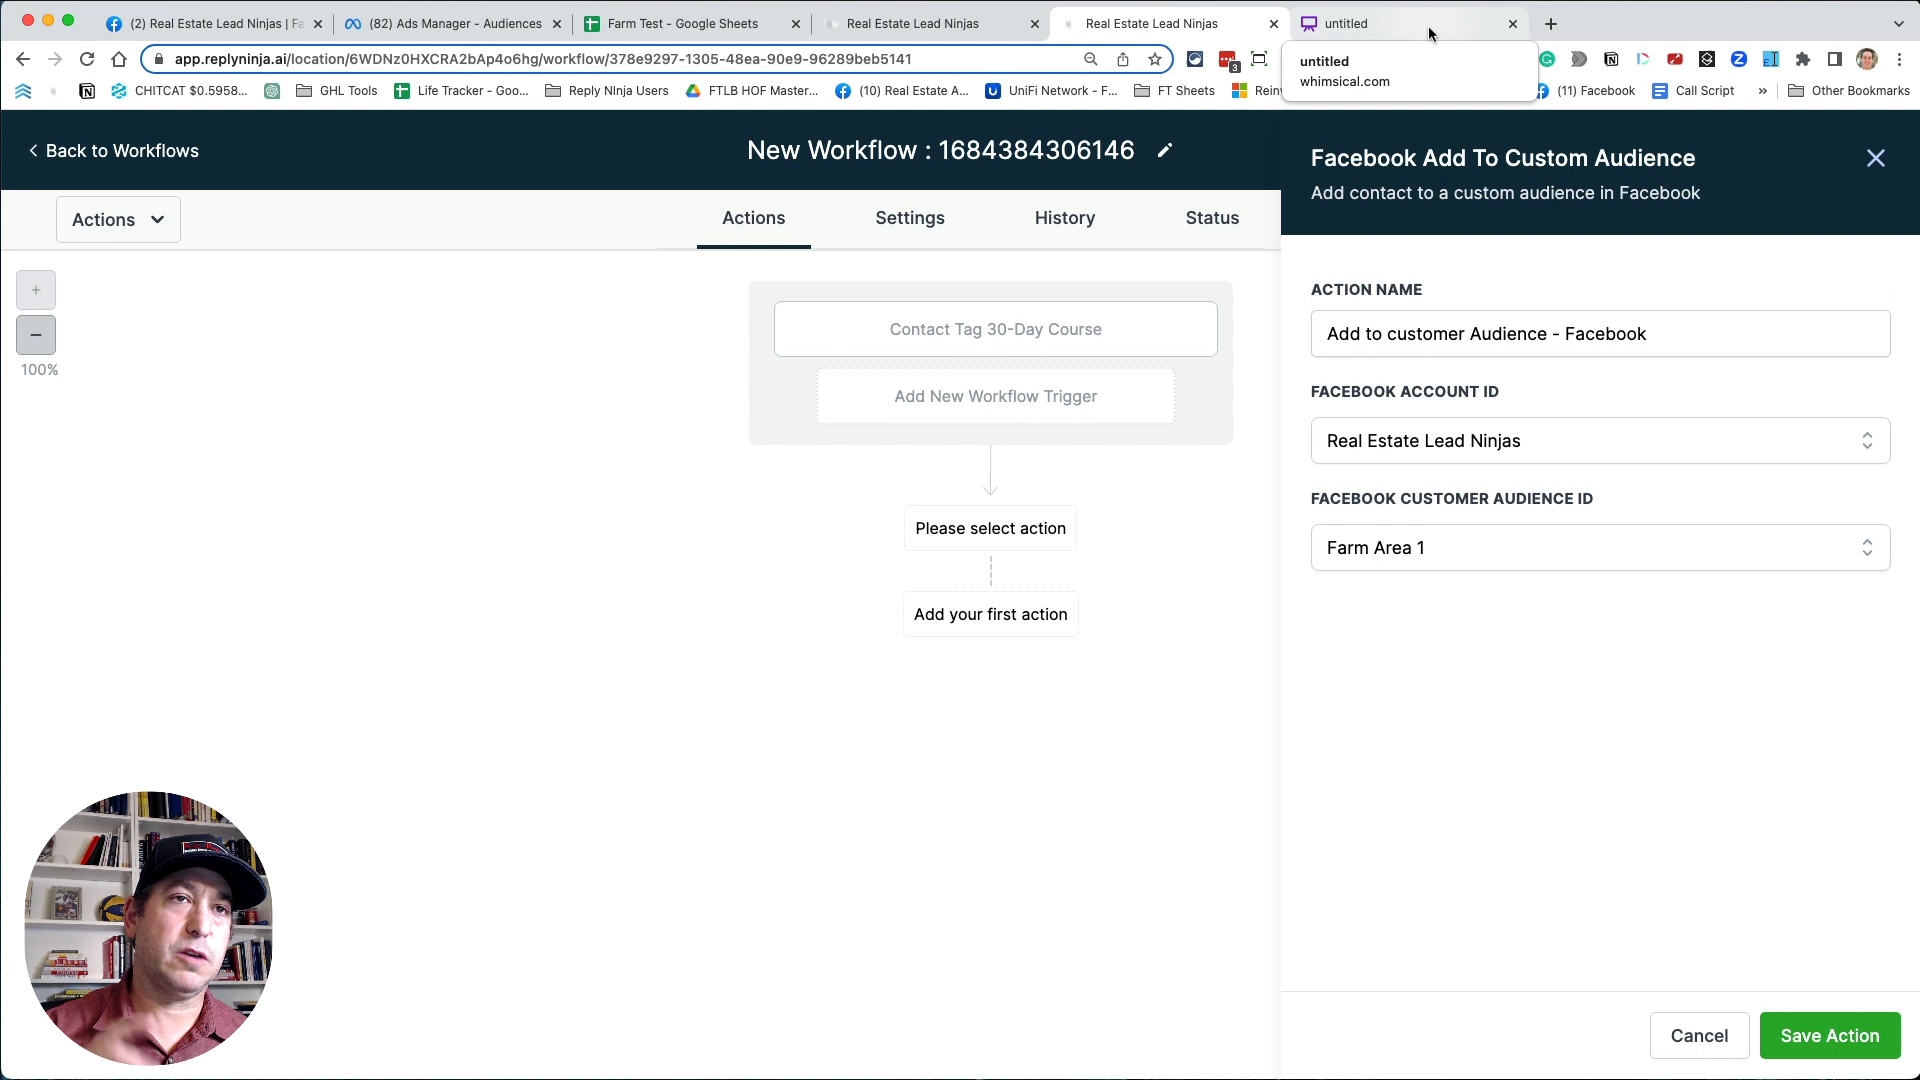 (2) Real Estate Lead Ninjas | Fa
(82) Ads Manager - Audiences
Farm Test - Google Sheets
Real Estate Lead Ninjas
Real Estate Lead Ninjas
untitled
app.replyninja.ai/location/6WDNz0HXCRA2bAp4o6hg/workflow/378e9297-1305-48ea-90e9-96289beb5141
3
untitled
whimsical.com
CHITCAT $0.5958...
GHL Tools
Life Tracker - Goo...
Reply NInja Users
FTLB HOF Master...
(10) Real Estate A...
UniFi Network - F...
FT Sheets
Rein
(11) Facebook
Call Script
»
Other Bookmarks
Back to Workflows
New Workflow : 1684384306146
Actions
Actions
Settings
History
Status
+
−
100%
Contact Tag 30-Day Course
Add New Workflow Trigger
Please select action
Add your first action
Facebook Add To Custom Audience
Add contact to a custom audience in Facebook
ACTION NAME
Add to customer Audience - Facebook
FACEBOOK ACCOUNT ID
Real Estate Lead Ninjas
FACEBOOK CUSTOMER AUDIENCE ID
Farm Area 1
Cancel
Save Action